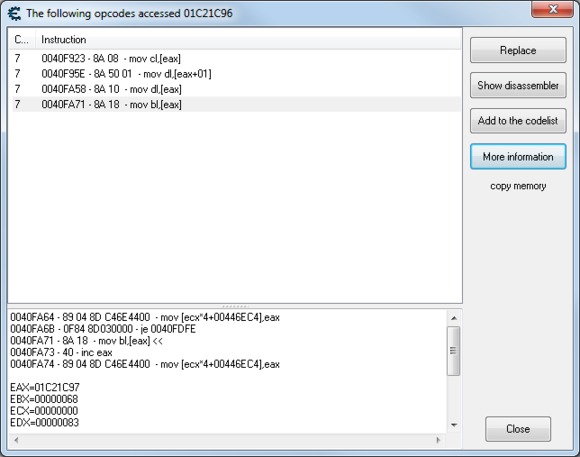 The following opcodes accessed 01C21C96
C... Instruction
7 0040F923 - 8A 08 - mov cl,[eax]
7 0040F95E - 8A 50 01 - mov dl,[eax+01]
7 0040FA58 - 8A 10 - mov dl,[eax]
7 0040FA71 - 8A 18 - mov bl,[eax]
Replace
Show disassembler
Add to the codelist
More information
copy memory
0040FA64 - 89 04 8D C46E4400 - mov [ecx*4+00446EC4],eax
0040FA6B - 0F84 8D030000 - je 0040FDFE
0040FA71 - 8A 18 - mov bl,[eax] <<
0040FA73 - 40 - inc eax
0040FA74 - 89 04 8D C46E4400 - mov [ecx*4+00446EC4],eax
EAX=01C21C97
EBX=00000068
ECX=00000000
EDX=00000083
Close